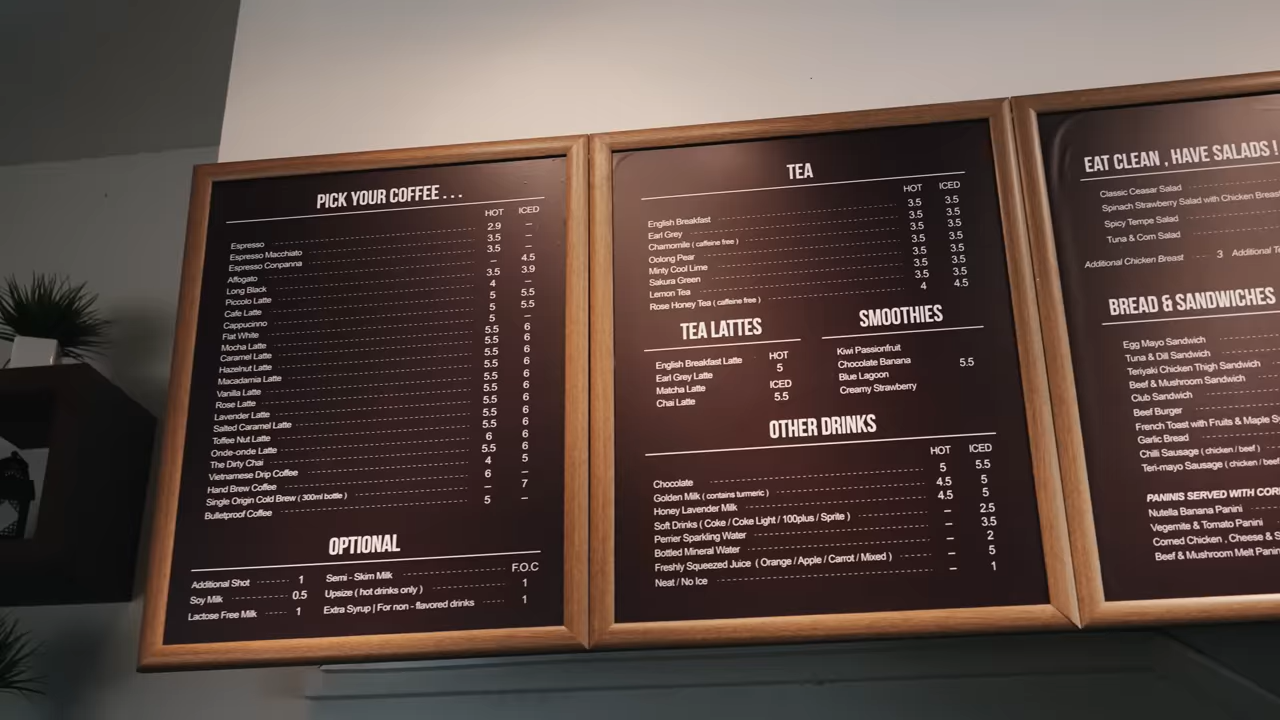 PICK YOUR COFFEE . . .
HOT ICED
Espresso 2.9 –
Espresso Macchiato 3.5 –
Espresso Conpanna 3.5 –
Affogato – 4.5
Long Black 3.5 3.9
Piccolo Latte 4 –
Cafe Latte 5 5.5
Cappucinno 5 5.5
Flat White 5 –
Mocha Latte 5.5 6
Caramel Latte 5.5 6
Hazelnut Latte 5.5 6
Macadamia Latte 5.5 6
Vanilla Latte 5.5 6
Rose Latte 5.5 6
Lavender Latte 5.5 6
Salted Caramel Latte 5.5 6
Toffee Nut Latte 5.5 6
Onde-onde Latte 6 6
The Dirty Chai 5.5 6
Vietnamese Drip Coffee 4 5
Hand Brew Coffee 6 –
Single Origin Cold Brew ( 300ml bottle ) – 7
Bulletproof Coffee 5 –
OPTIONAL
Additional Shot 1 Semi - Skim Milk F.O.C
Soy Milk 0.5 Upsize ( hot drinks only ) 1
Lactose Free Milk 1 Extra Syrup | For non - flavored drinks 1
TEA
HOT ICED
English Breakfast 3.5 3.5
Earl Grey 3.5 3.5
Chamomile ( caffeine free ) 3.5 3.5
Oolong Pear 3.5 3.5
Minty Cool Lime 3.5 3.5
Sakura Green 3.5 3.5
Lemon Tea 3.5 3.5
Rose Honey Tea ( caffeine free ) 4 4.5
TEA LATTES
English Breakfast Latte HOT
Earl Grey Latte 5
Matcha Latte ICED
Chai Latte 5.5
SMOOTHIES
Kiwi Passionfruit
Chocolate Banana 5.5
Blue Lagoon
Creamy Strawberry
OTHER DRINKS
HOT ICED
Chocolate 5 5.5
Golden Milk ( contains turmeric ) 4.5 5
Honey Lavender Milk 4.5 5
Soft Drinks ( Coke / Coke Light / 100plus / Sprite ) – 2.5
Perrier Sparkling Water – 3.5
Bottled Mineral Water – 2
Freshly Squeezed Juice ( Orange / Apple / Carrot / Mixed ) – 5
Neat / No Ice – 1
EAT CLEAN , HAVE SALADS !
Classic Ceasar Salad
Spinach Strawberry Salad with Chicken
Spicy Tempe Salad
Tuna & Corn Salad
Additional Chicken Breast 3 Additional
BREAD & SANDWICHES
Egg Mayo Sandwich
Tuna & Dill Sandwich
Teriyaki Chicken Thigh Sandwich
Beef & Mushroom Sandwich
Club Sandwich
Beef Burger
French Toast with Fruits & Maple
Garlic Bread
Chilli Sausage ( chicken / beef )
Teri-mayo Sausage ( chicken / beef
PANINIS SERVED WITH
Nutella Banana Panini
Vegemite & Tomato Panini
Corned Chicken , Cheese &
Beef & Mushroom Melt